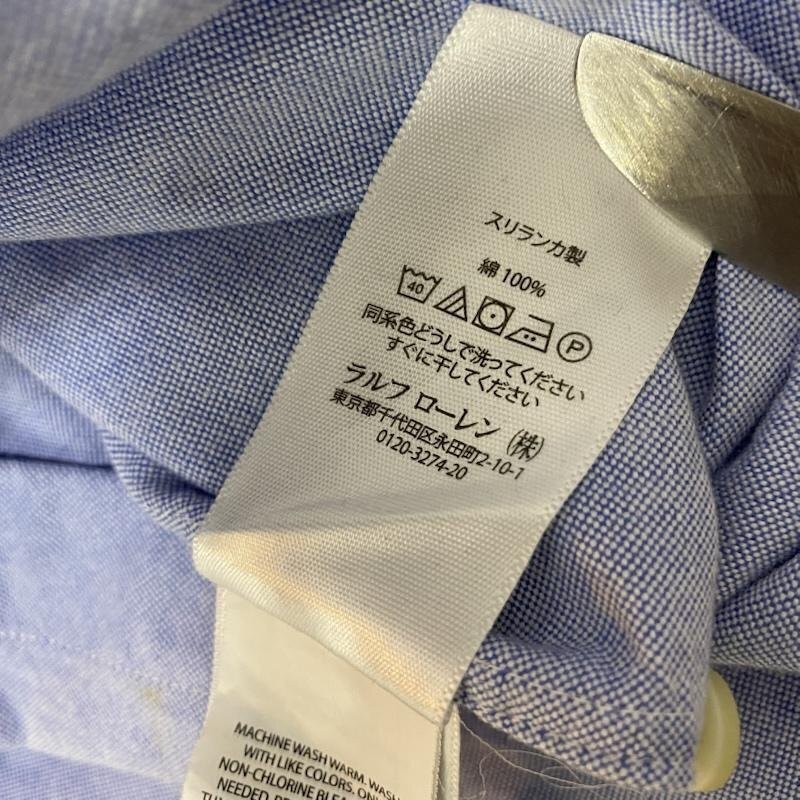 スリランカ製
綿 100%
40 P
同系色どうしで洗ってください
すぐに干してください
ラルフ ローレン (株)
東京都千代田区永田町2-10-1
0120-3274-20
MACHINE WASH WARM. WASH
WITH LIKE COLORS.
NON-CHLORINE
NEEDED.